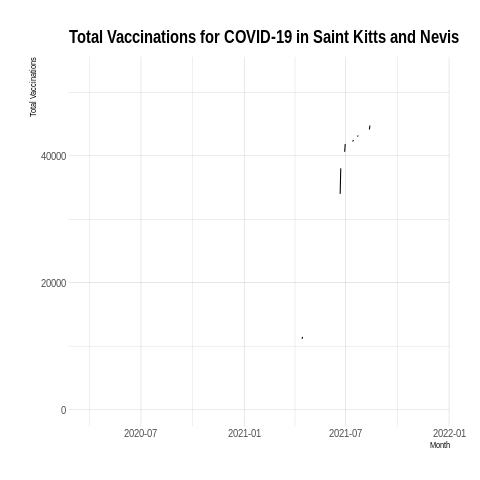 Total Vaccinations for COVID-19 in Saint Kitts and Nevis
Total Vaccinations
40000
20000
0
2020-07
2021-01
2021-07
2022-01
Month